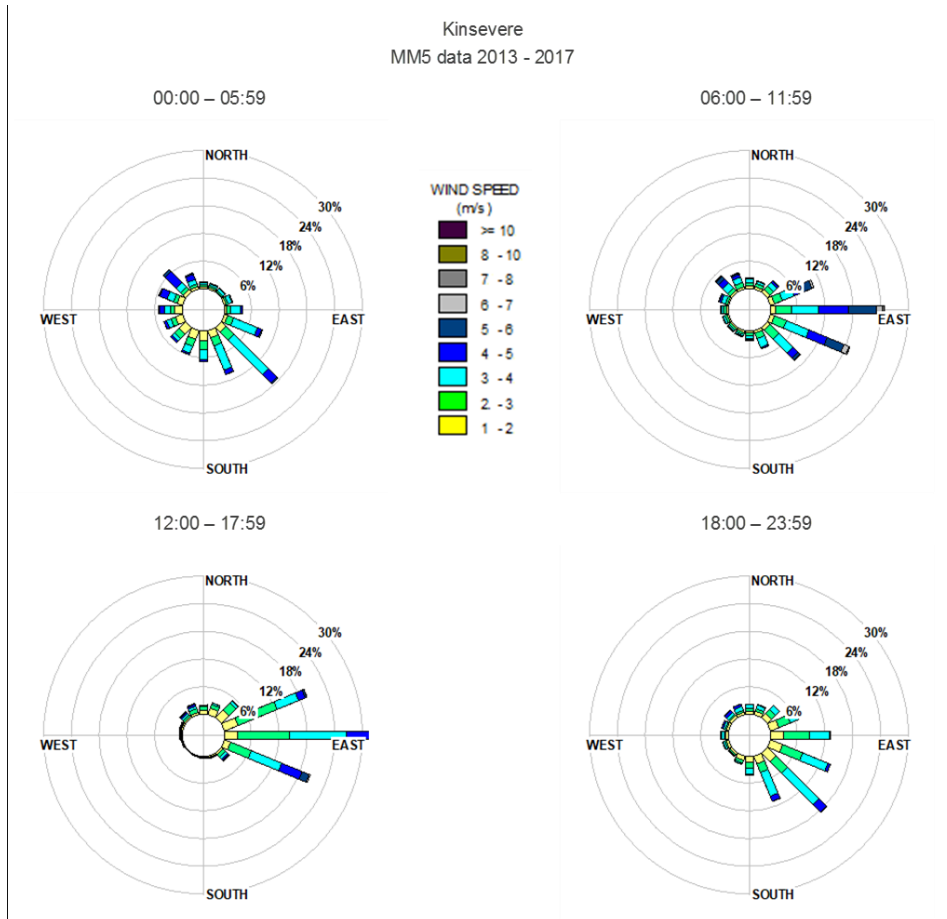 Kinsevere
MM5 data 2013 - 2017
00:00 – 05:59
06:00 – 11:59
NORTH
30%
24%
18%
12%
6%
WEST
EAST
SOUTH
WIND SPEED
(m/s)
>= 10
8 - 10
7 - 8
6 - 7
5 - 6
4 - 5
3 - 4
2 - 3
1 - 2
NORTH
30%
24%
18%
12%
6%
WEST
EAST
SOUTH
12:00 – 17:59
18:00 – 23:59
NORTH
30%
24%
18%
12%
6%
WEST
EAST
SOUTH
NORTH
30%
24%
18%
12%
6%
WEST
EAST
SOUTH